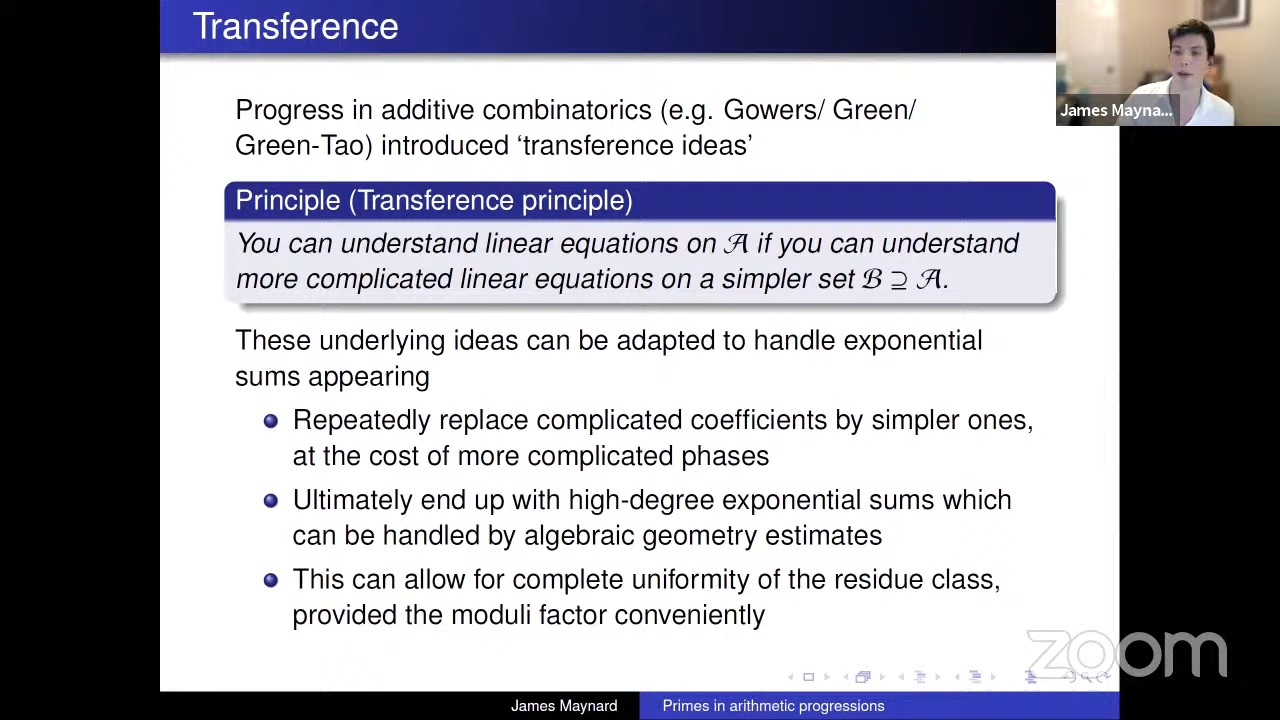 Transference
James Mayna...
Progress in additive combinatorics (e.g. Gowers/ Green/
Green-Tao) introduced ‘transference ideas’
Principle (Transference principle)
You can understand linear equations on 𝒜 if you can understand
more complicated linear equations on a simpler set ℬ ⊇ 𝒜.
These underlying ideas can be adapted to handle exponential
sums appearing
Repeatedly replace complicated coefficients by simpler ones,
at the cost of more complicated phases
Ultimately end up with high-degree exponential sums which
can be handled by algebraic geometry estimates
This can allow for complete uniformity of the residue class,
provided the moduli factor conveniently
zoom
James Maynard
Primes in arithmetic progressions